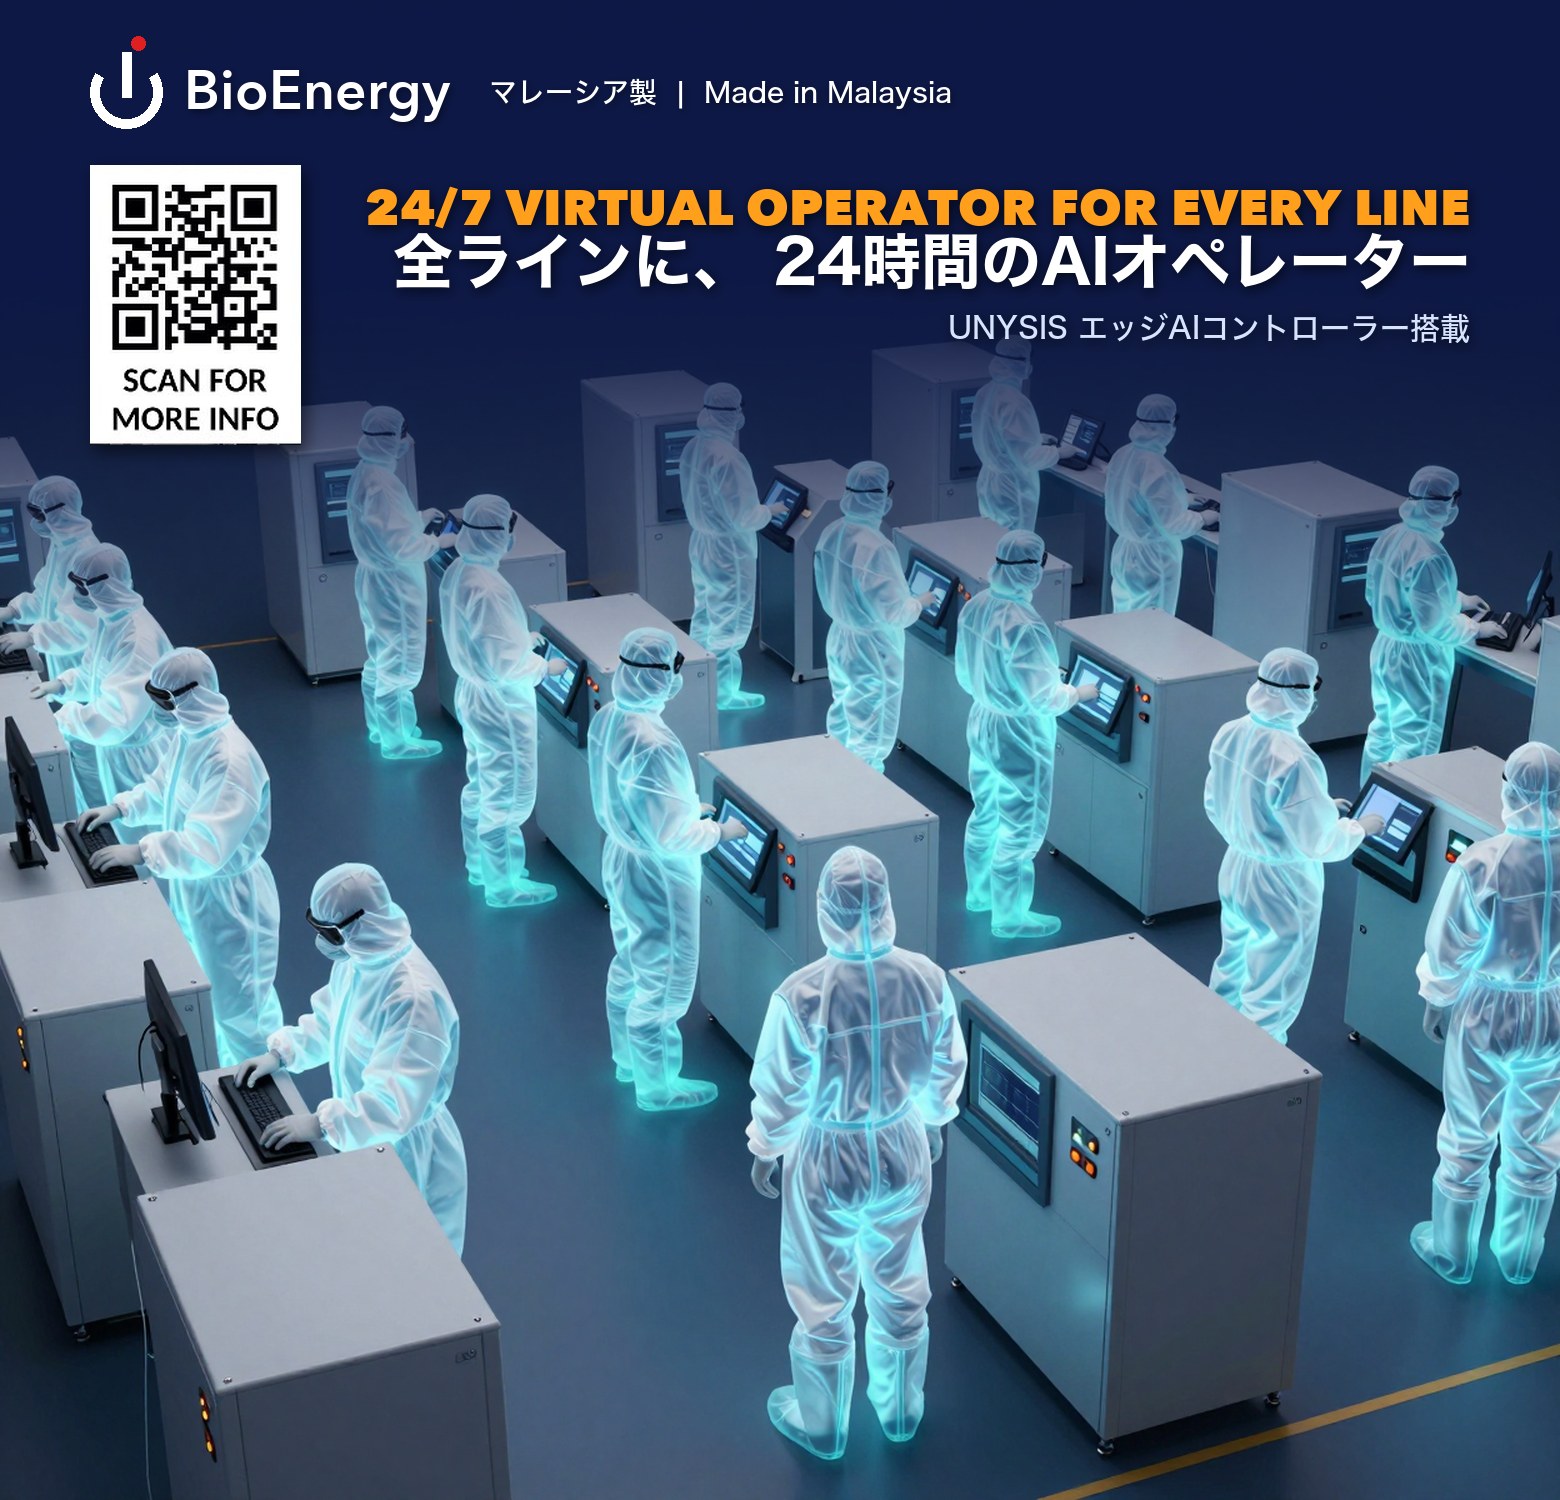 BioEnergy マレーシア製 | Made in Malaysia
24/7 VIRTUAL OPERATOR FOR EVERY LINE
全ラインに、 24時間のAIオペレーター
UNYSIS エッジAIコントローラー搭載
SCAN FOR
MORE INFO